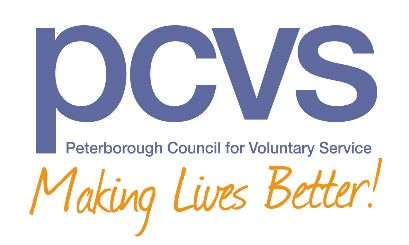 pcvs
Peterborough Council for Voluntary Service
Making Lives Better!